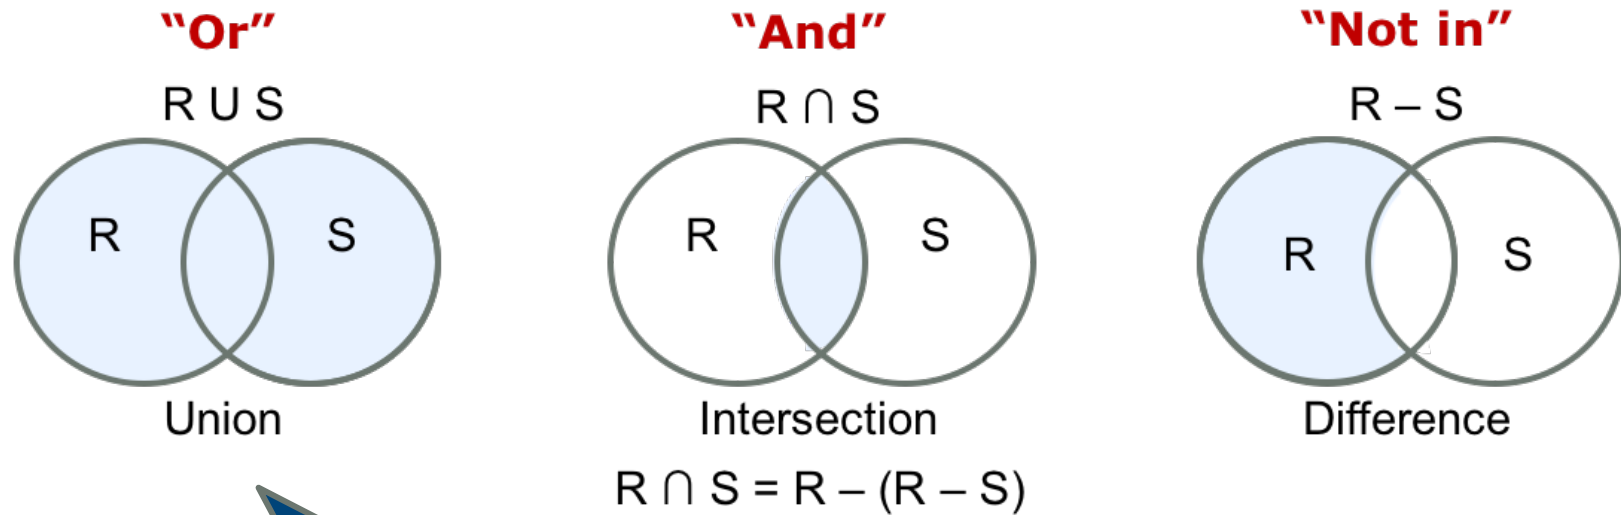 “Or”
R U S
R
S
Union
“And”
R ∩ S
R
S
Intersection
R ∩ S = R – (R – S)
“Not in”
R – S
R
S
Difference